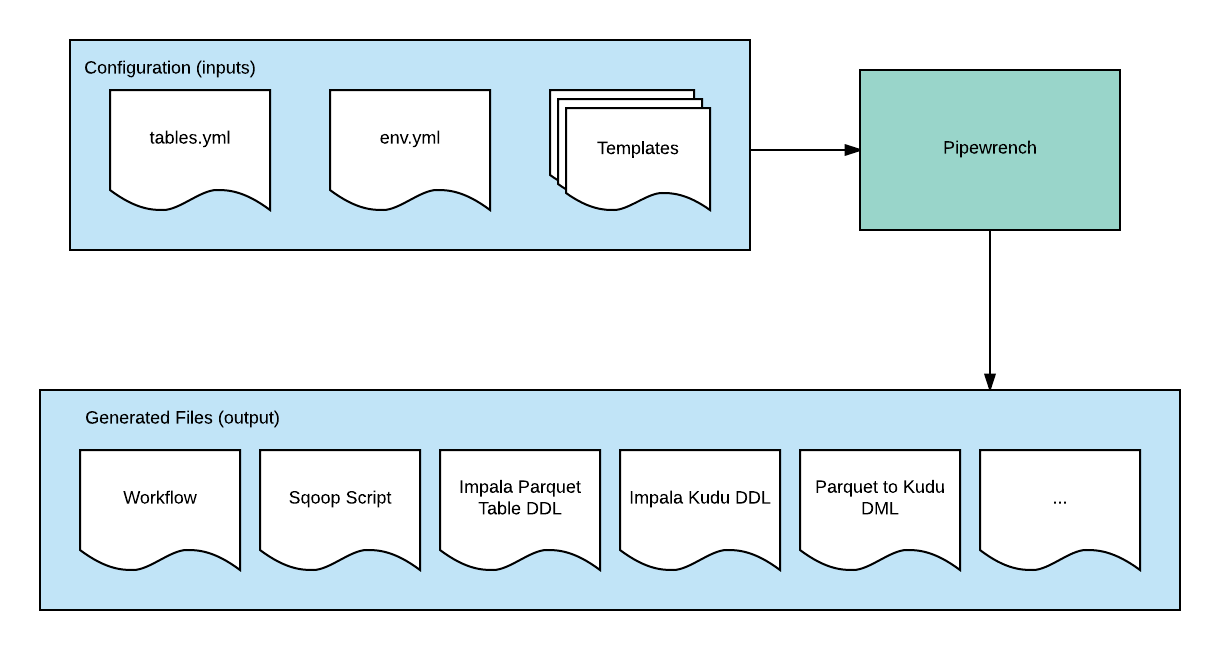 Configuration (inputs)
tables.yml
env.yml
Templates
Pipewrench
Generated Files (output)
Workflow
Sqoop Script
Impala Parquet
Table DDL
Impala Kudu DDL
Parquet to Kudu
DML
...